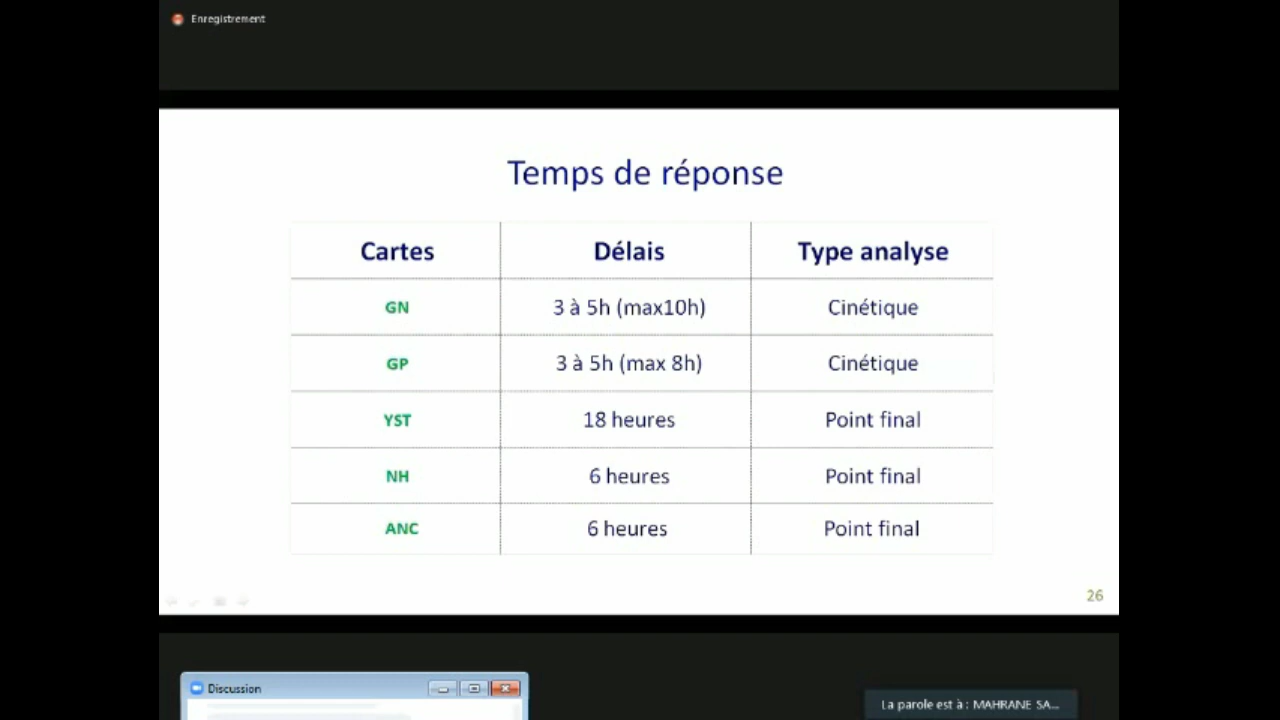 Enregistrement
Temps de réponse
Cartes Délais Type analyse
GN 3 à 5h (max10h) Cinétique
GP 3 à 5h (max 8h) Cinétique
YST 18 heures Point final
NH 6 heures Point final
ANC 6 heures Point final
26
Discussion
La parole est à : MAHRANE SA...